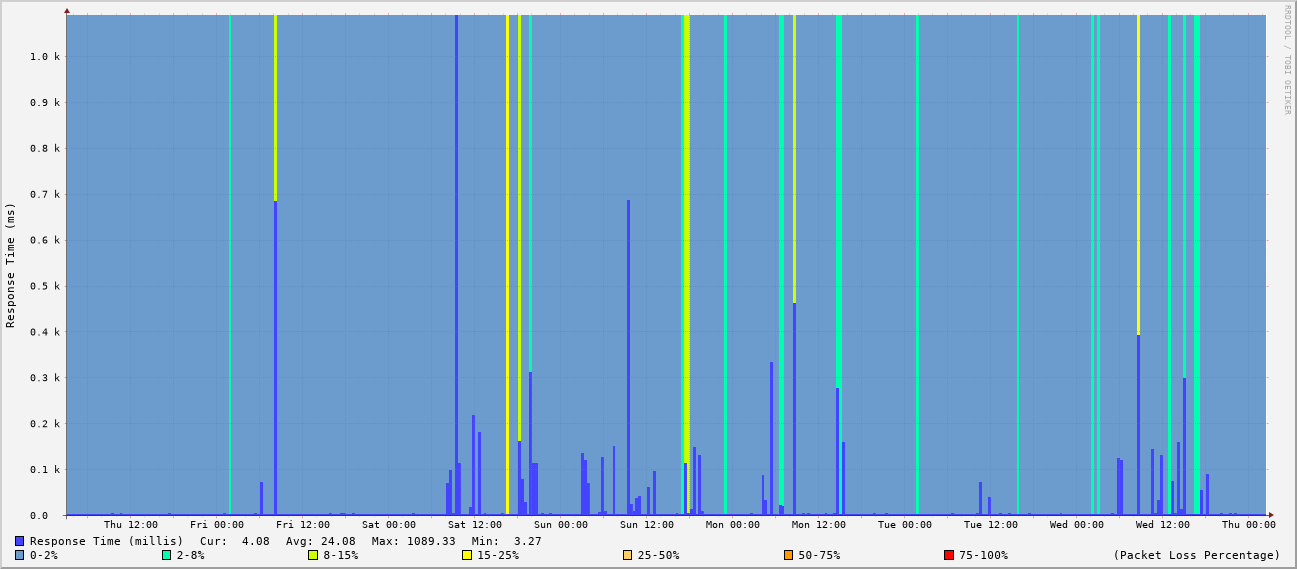 RRDTOOL / TOBI OETIKER
Response Time (ms)
1.0 k
0.9 k
0.8 k
0.7 k
0.6 k
0.5 k
0.4 k
0.3 k
0.2 k
0.1 k
0.0
Thu 12:00 Fri 00:00 Fri 12:00 Sat 00:00 Sat 12:00 Sun 00:00 Sun 12:00 Mon 00:00 Mon 12:00 Tue 00:00 Tue 12:00 Wed 00:00 Wed 12:00 Thu 00:00
Response Time (millis) Cur: 4.08 Avg: 24.08 Max: 1089.33 Min: 3.27
0-2% 2-8% 8-15% 15-25% 25-50% 50-75% 75-100% (Packet Loss Percentage)